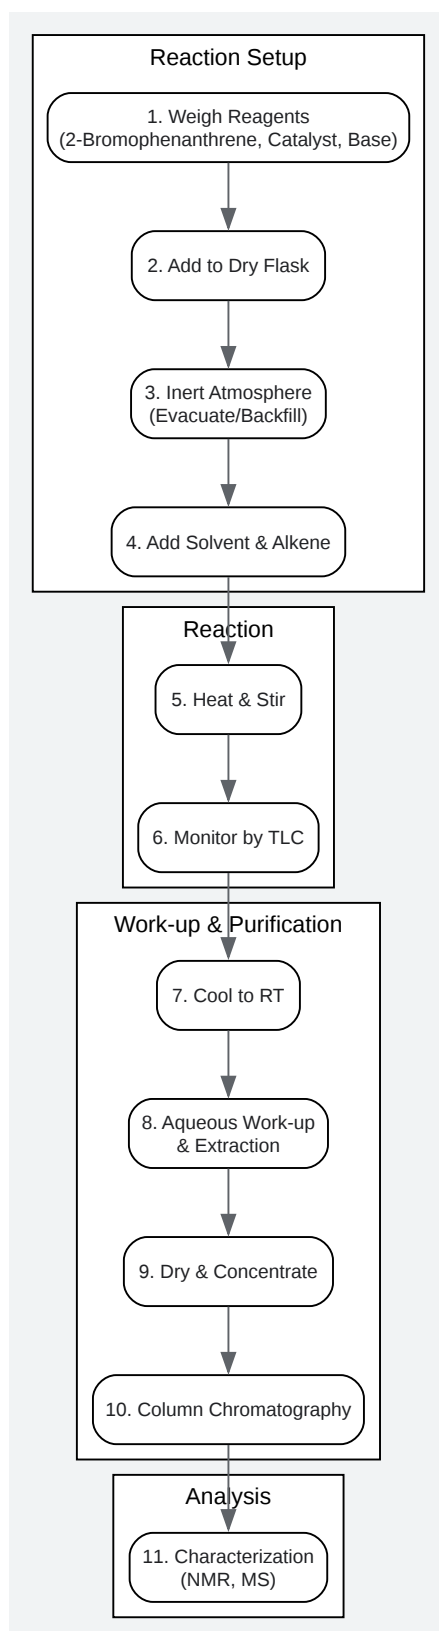 Reaction Setup
1. Weigh Reagents
(2-Bromophenanthrene, Catalyst, Base)
2. Add to Dry Flask
3. Inert Atmosphere
(Evacuate/Backfill)
4. Add Solvent & Alkene
Reaction
5. Heat & Stir
6. Monitor by TLC
Work-up & Purification
7. Cool to RT
8. Aqueous Work-up
& Extraction
9. Dry & Concentrate
10. Column Chromatography
Analysis
11. Characterization
(NMR, MS)